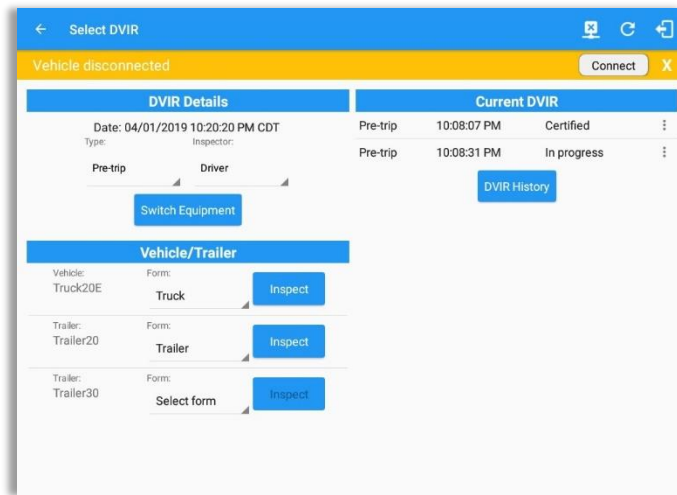 Select DVIR
Vehicle disconnected
Connect
X
DVIR Details
Date: 04/01/2019 10:20:20 PM CDT
Type: Inspector:
Pre-trip Driver
Switch Equipment
Vehicle/Trailer
Vehicle: Form:
Truck20E Truck Inspect
Trailer: Form:
Trailer20 Trailer Inspect
Trailer: Form:
Trailer30 Select form Inspect
Current DVIR
Pre-trip 10:08:07 PM Certified
Pre-trip 10:08:31 PM In progress
DVIR History